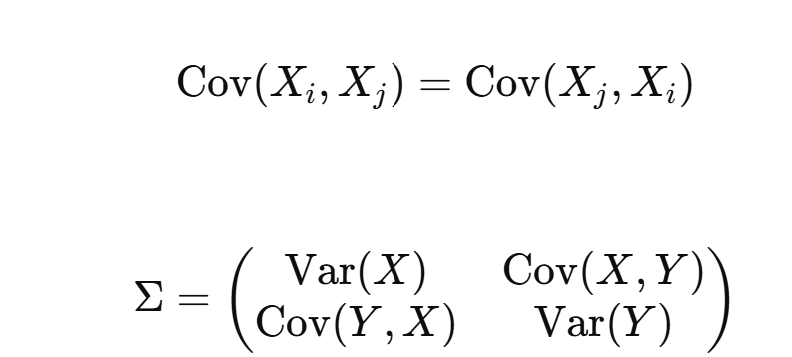 Cov(X_i, X_j) = Cov(X_j, X_i)
Σ = ( Var(X) Cov(X, Y)
Cov(Y, X) Var(Y) )